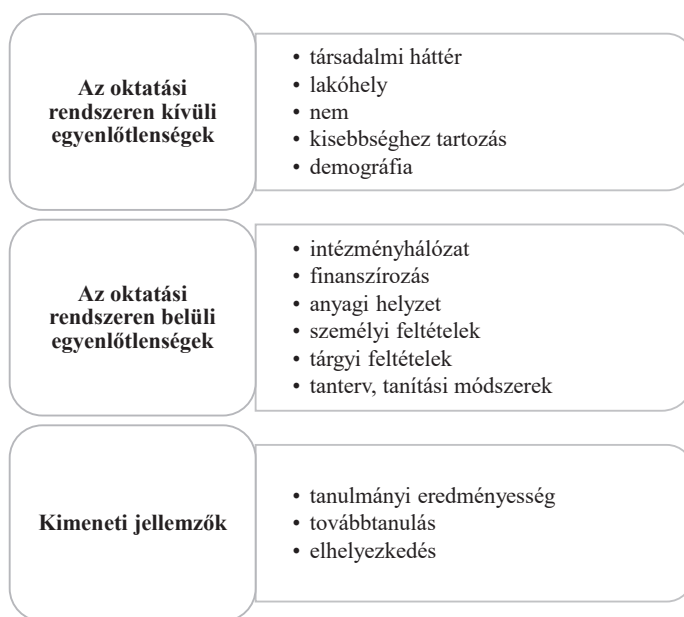 Az oktatási
rendszeren kívüli
egyenlőtlenségek
• társadalmi háttér
• lakóhely
• nem
• kisebbséghez tartozás
• demográfia
Az oktatási
rendszeren belüli
egyenlőtlenségek
• intézményhálózat
• finanszírozás
• anyagi helyzet
• személyi feltételek
• tárgyi feltételek
• tanterv, tanítási módszerek
Kimeneti jellemzők
• tanulmányi eredményesség
• továbbtanulás
• elhelyezkedés